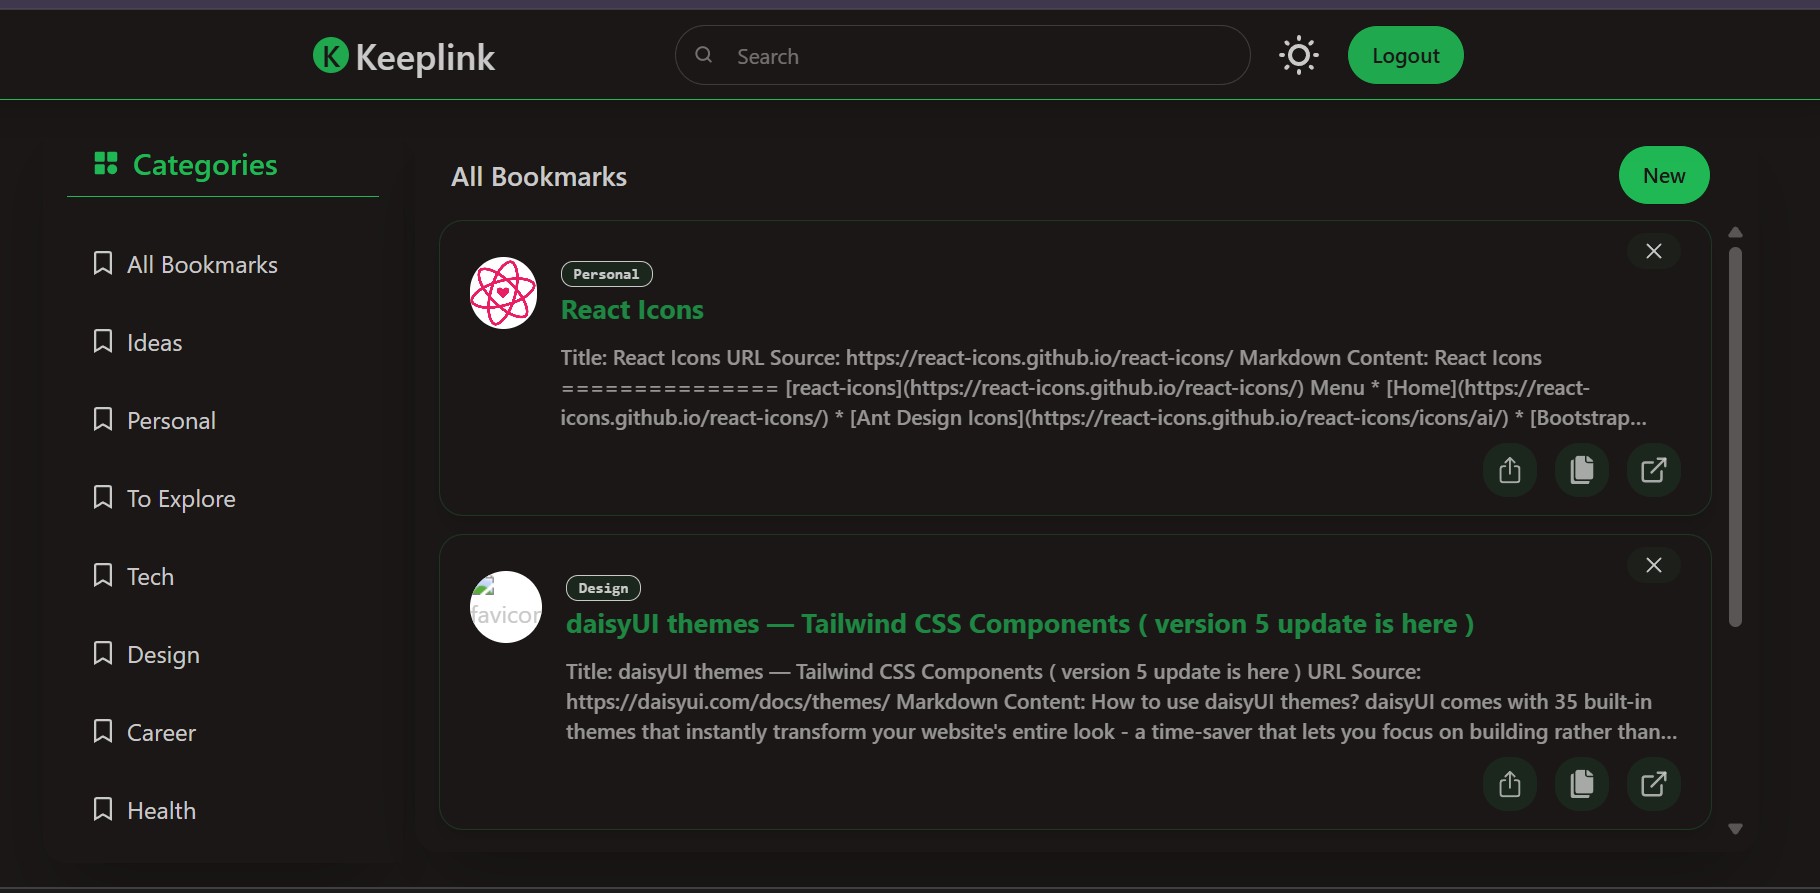 K Keeplink
Search
Logout
Categories
All Bookmarks
Ideas
Personal
To Explore
Tech
Design
Career
Health
All Bookmarks
New
Personal
React Icons
Title: React Icons URL Source: https://react-icons.github.io/react-icons/ Markdown Content: React Icons
=============== [react-icons](https://react-icons.github.io/react-icons/) Menu * [Home](https://react-
icons.github.io/react-icons/) * [Ant Design Icons](https://react-icons.github.io/react-icons/icons/ai/) * [Bootstrap...
favicon
Design
daisyUI themes — Tailwind CSS Components ( version 5 update is here )
Title: daisyUI themes — Tailwind CSS Components ( version 5 update is here ) URL Source:
https://daisyui.com/docs/themes/ Markdown Content: How to use daisyUI themes? daisyUI comes with 35 built-in
themes that instantly transform your website's entire look - a time-saver that lets you focus on building rather than...